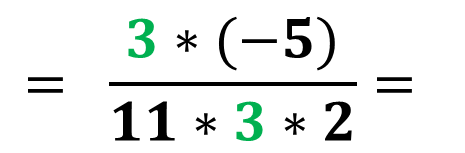 3 * (−5)
= =
11 * 3 * 2